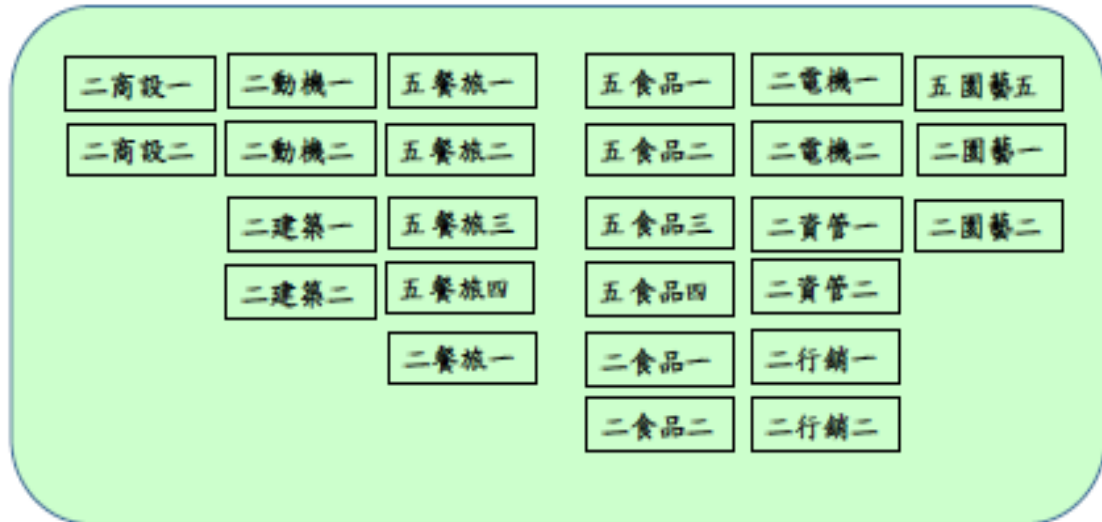 二商設一 二動機一 五餐旅一 五食品一 二電機一 五園藝五
二商設二 二動機二 五餐旅二 五食品二 二電機二 二園藝一
二建築一 五餐旅三 五食品三 二資管一 二園藝二
二建築二 五餐旅四 五食品四 二資管二
二餐旅一 二食品一 二行銷一
二食品二 二行銷二